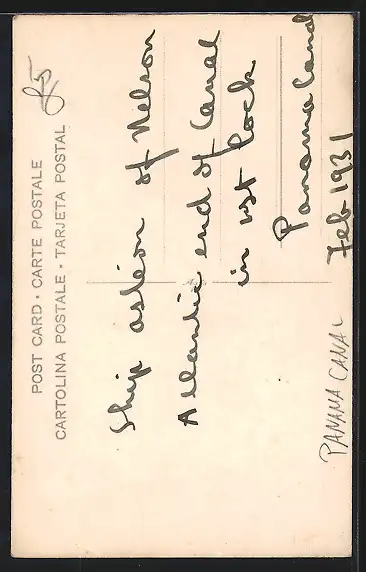 85
POST CARD · CARTE POSTALE
CARTOLINA POSTALE · TARJETA POSTAL
Ship astern of Nelson
Atlantic end of Canal
in 1st lock
Panama Canal
Feb 1931
PANAMA CANAL